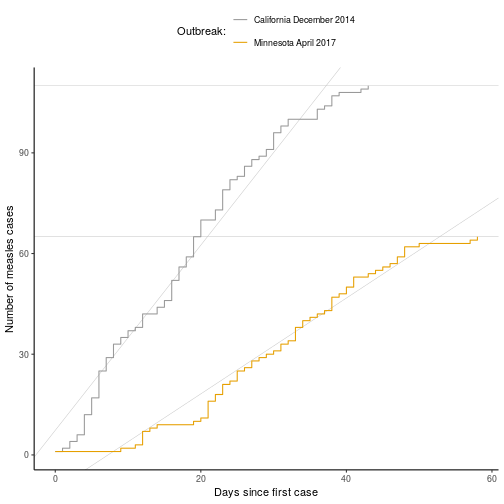 Outbreak:
California December 2014
Minnesota April 2017
Number of measles cases
90
60
30
0
0
20
40
60
Days since first case